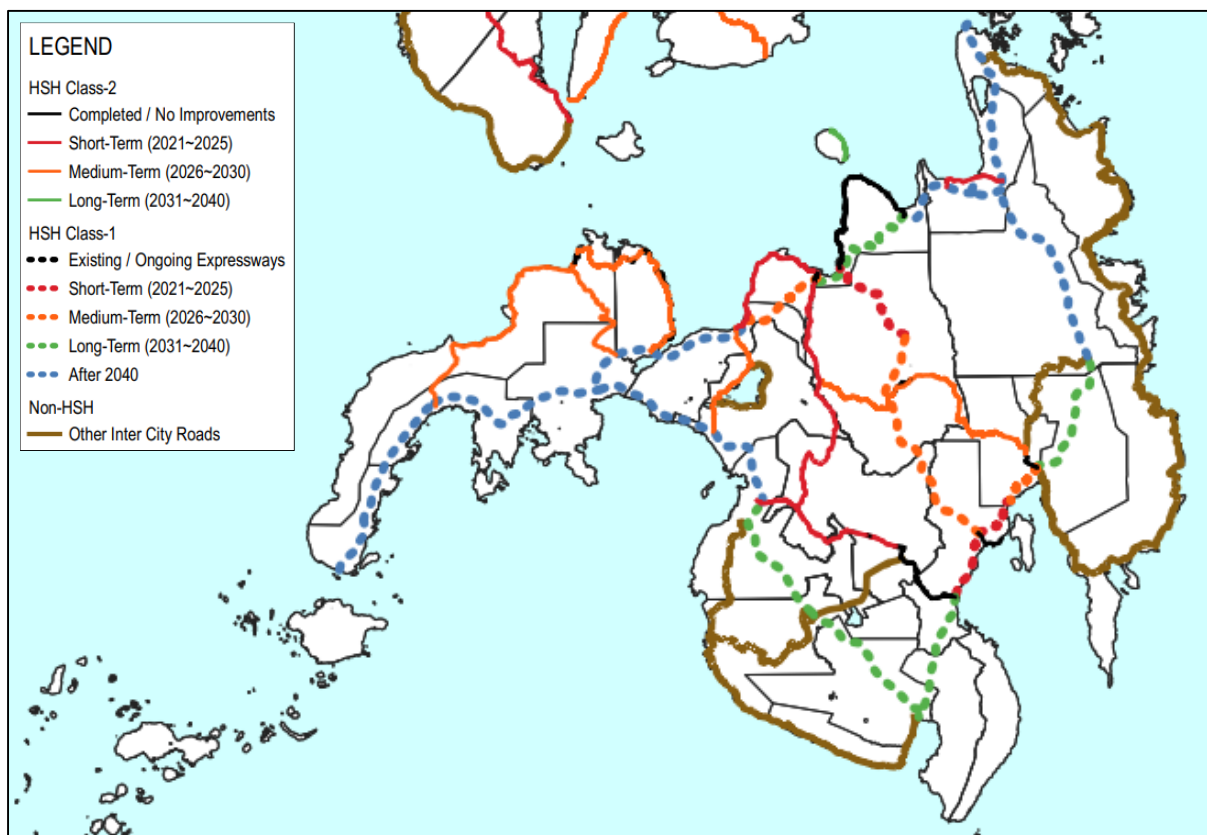 LEGEND
HSH Class-2
Completed / No Improvements
Short-Term (2021~2025)
Medium-Term (2026~2030)
Long-Term (2031~2040)
HSH Class-1
Existing / Ongoing Expressways
Short-Term (2021~2025)
Medium-Term (2026~2030)
Long-Term (2031~2040)
After 2040
Non-HSH
Other Inter City Roads